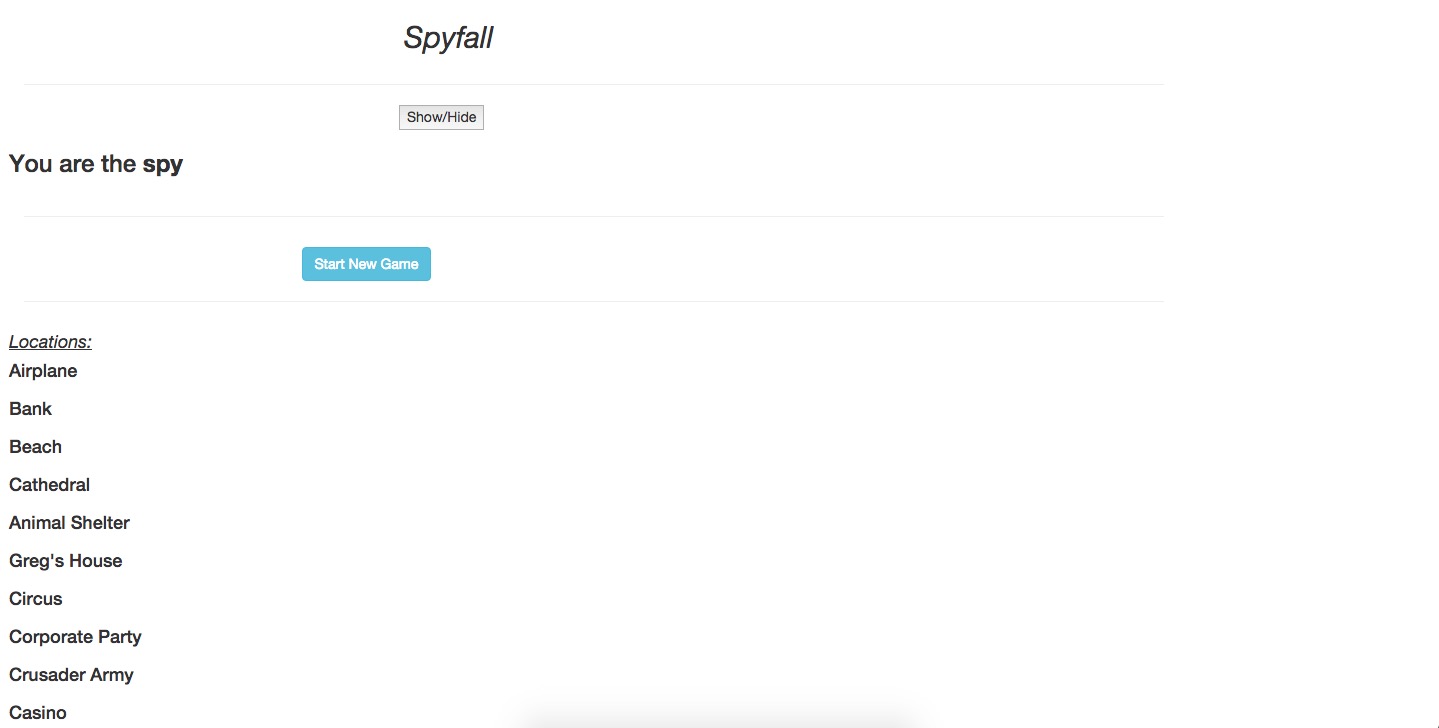 Spyfall
Show/Hide
You are the spy
Start New Game
Locations:
Airplane
Bank
Beach
Cathedral
Animal Shelter
Greg's House
Circus
Corporate Party
Crusader Army
Casino